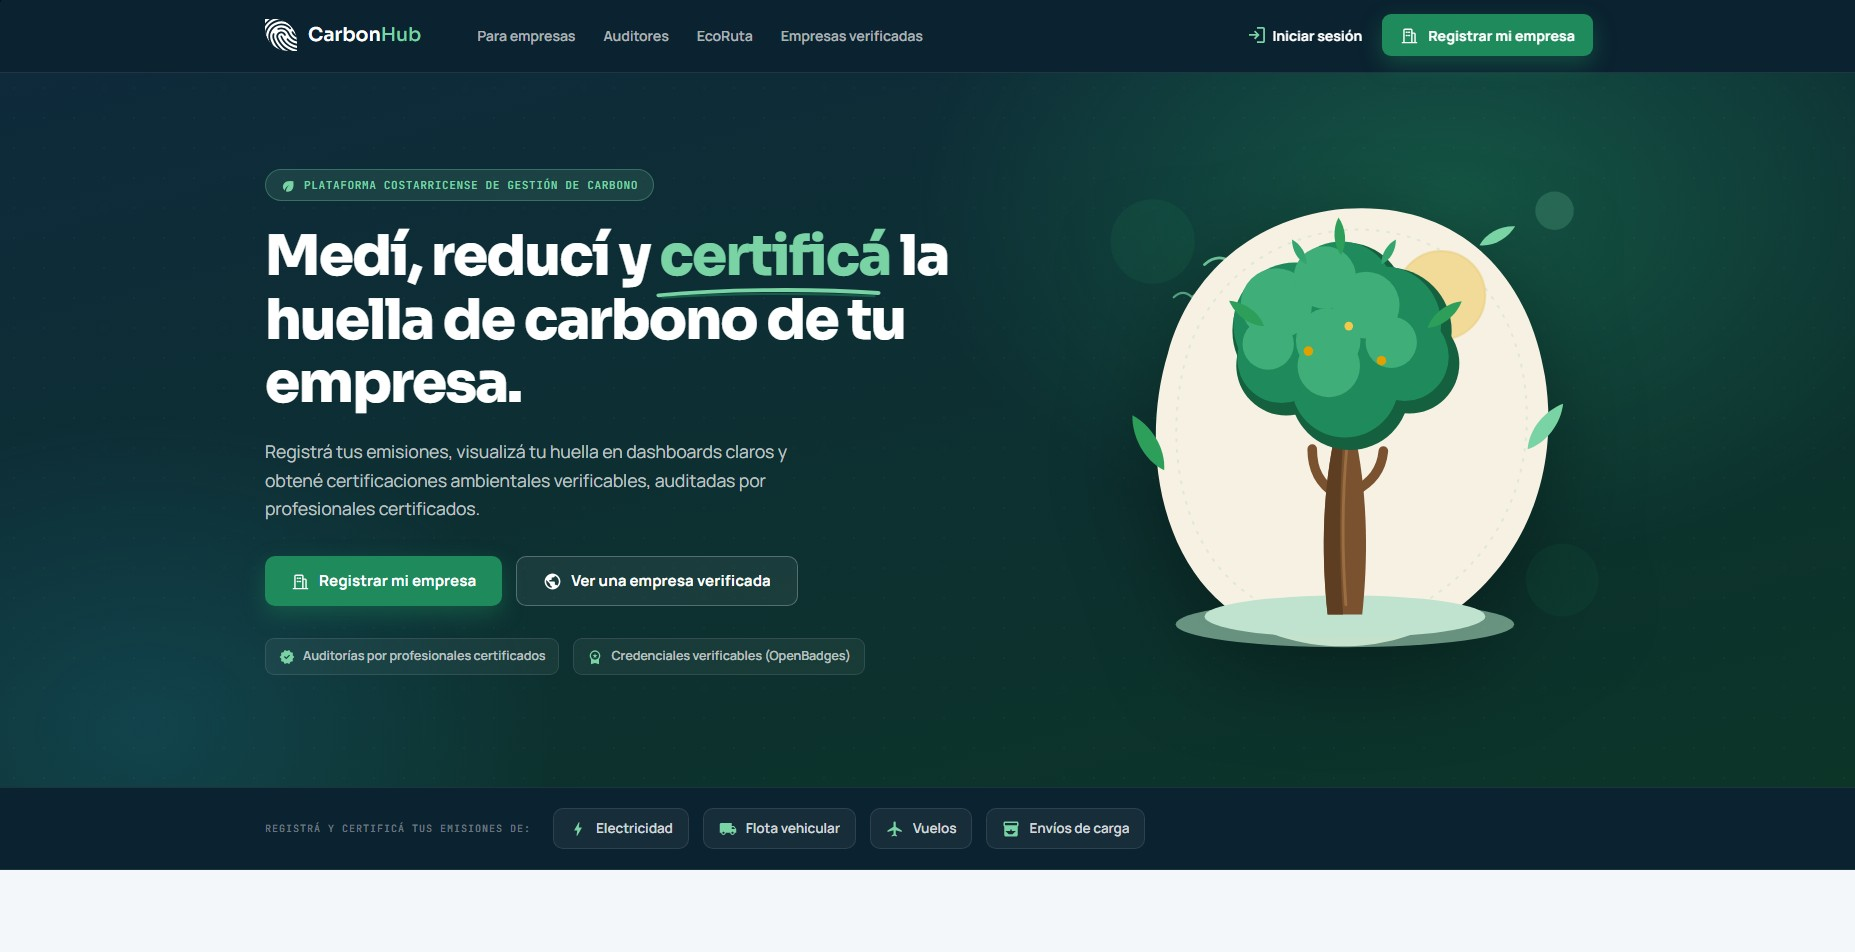 CarbonHub
Para empresas
Auditores
EcoRuta
Empresas verificadas
Iniciar sesión
Registrar mi empresa
PLATAFORMA COSTARRICENSE DE GESTIÓN DE CARBONO
Medí, reducí y certificá la
huella de carbono de tu
empresa.
Registrá tus emisiones, visualizá tu huella en dashboards claros y
obtené certificaciones ambientales verificables, auditadas por
profesionales certificados.
Registrar mi empresa
Ver una empresa verificada
Auditorías por profesionales certificados
Credenciales verificables (OpenBadges)
REGISTRÁ Y CERTIFICÁ TUS EMISIONES DE:
Electricidad
Flota vehicular
Vuelos
Envíos de carga